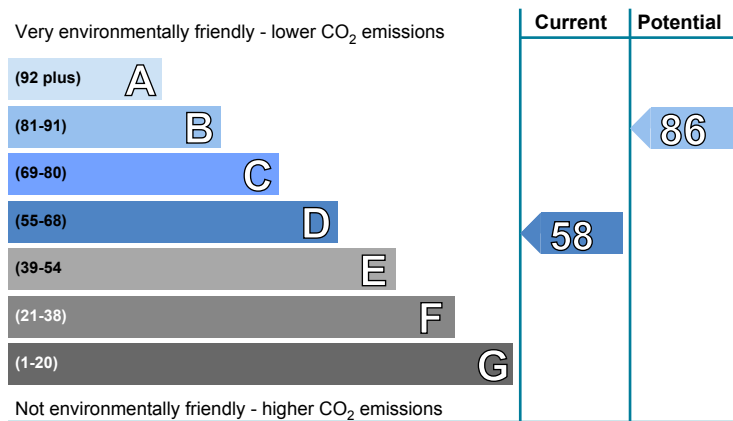 Current Potential
Very environmentally friendly - lower CO2 emissions
(92 plus) A
(81-91) B
86
(69-80) C
(55-68) D
58
(39-54 E
(21-38) F
(1-20) G
Not environmentally friendly - higher CO2 emissions